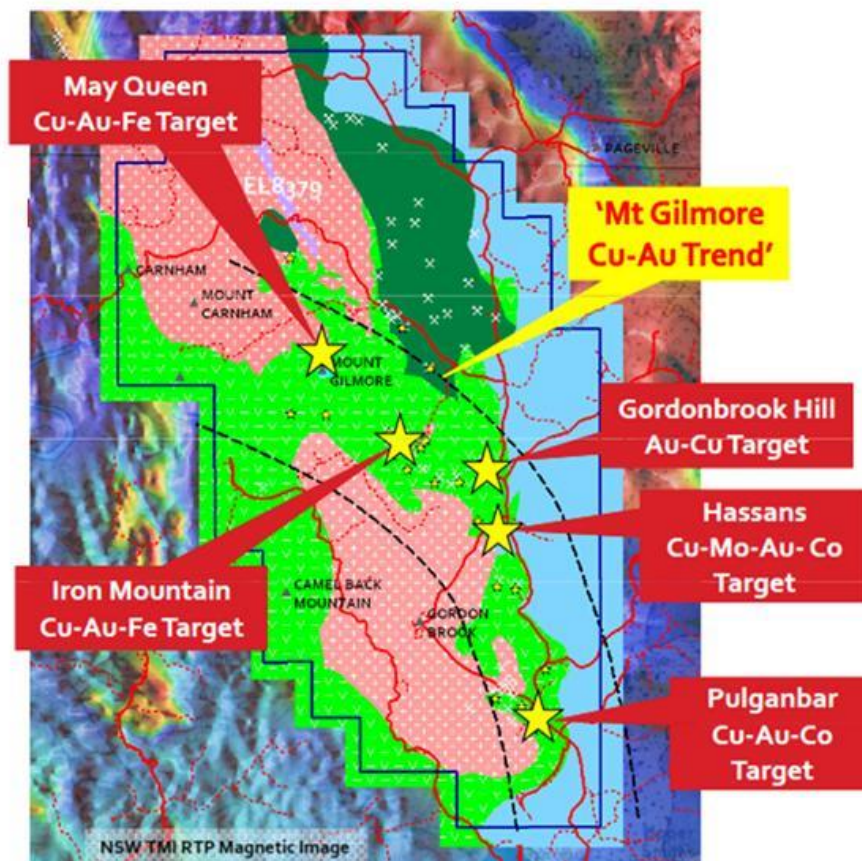 May Queen
Cu-Au-Fe Target
PAGEVILLE
EL8379
'Mt Gilmore
Cu-Au Trend'
CARNHAM
MOUNT
CARNHAM
MOUNT
GILMORE
Gordonbrook Hill
Au-Cu Target
Hassans
Cu-Mo-Au- Co
Target
Iron Mountain
Cu-Au-Fe Target
CAMEL BACK
MOUNTAIN
GORDON
BROOK
Pulganbar
Cu-Au-Co
Target
NSW TMI RTP Magnetic Image